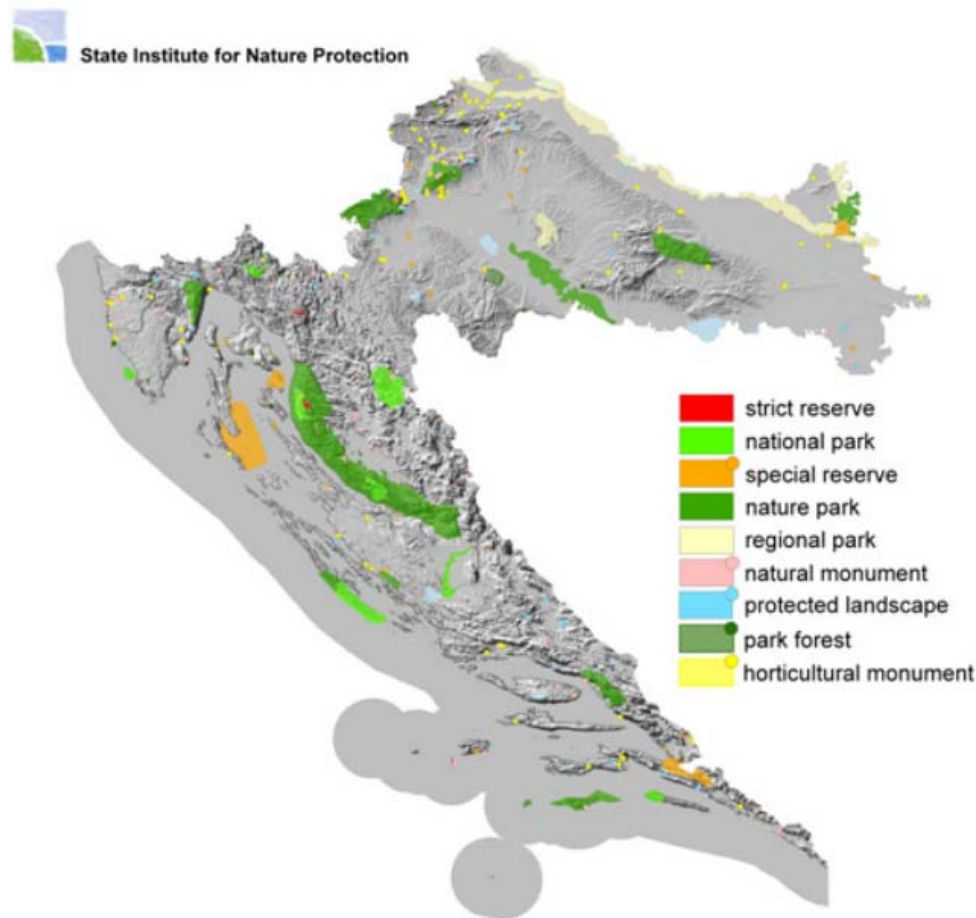 State Institute for Nature Protection
strict reserve
national park
special reserve
nature park
regional park
natural monument
protected landscape
park forest
horticultural monument